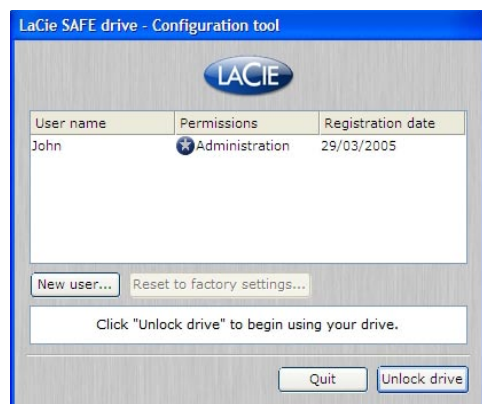 LaCie SAFE drive - Configuration tool
LACIE
User name Permissions Registration date
John Administration 29/03/2005
New user... Reset to factory settings...
Click "Unlock drive" to begin using your drive.
Quit Unlock drive